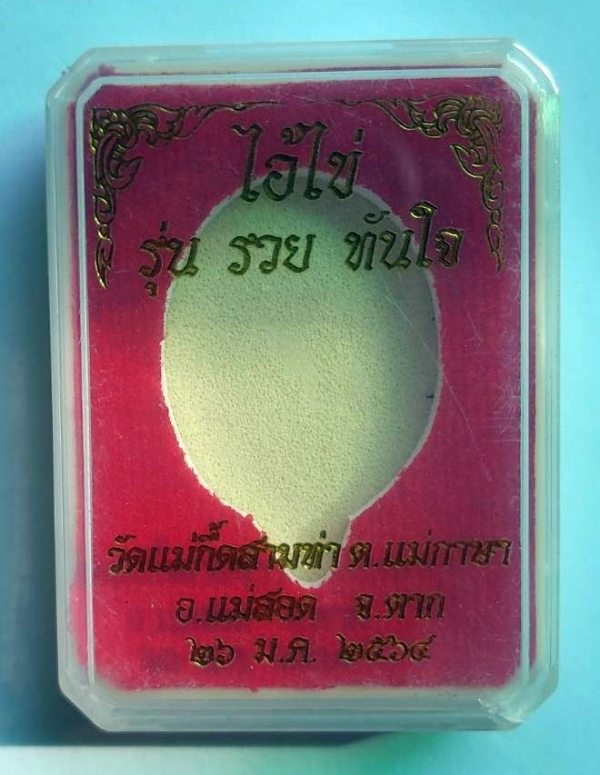 ไอ้ไข่
รุ่น รวย ทันใจ
วัดแม่กึ๊ดสามท่า ต.แม่กาษา
อ.แม่สอด จ.ตาก
๒๖ ม.ค. ๒๕๖๔